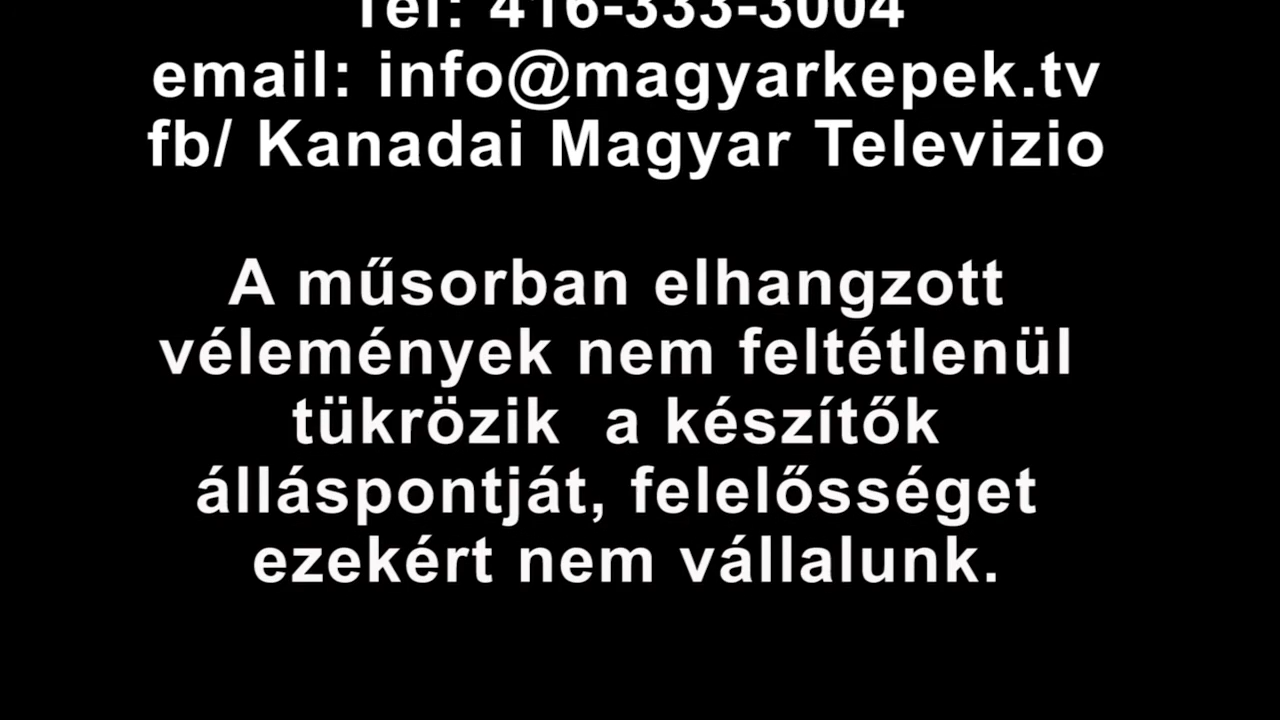 Tel: 416-333-3004
email: info@magyarkepek.tv
fb/ Kanadai Magyar Televizio
A műsorban elhangzott
vélemények nem feltétlenül
tükrözik a készítők
álláspontját, felelősséget
ezekért nem vállalunk.